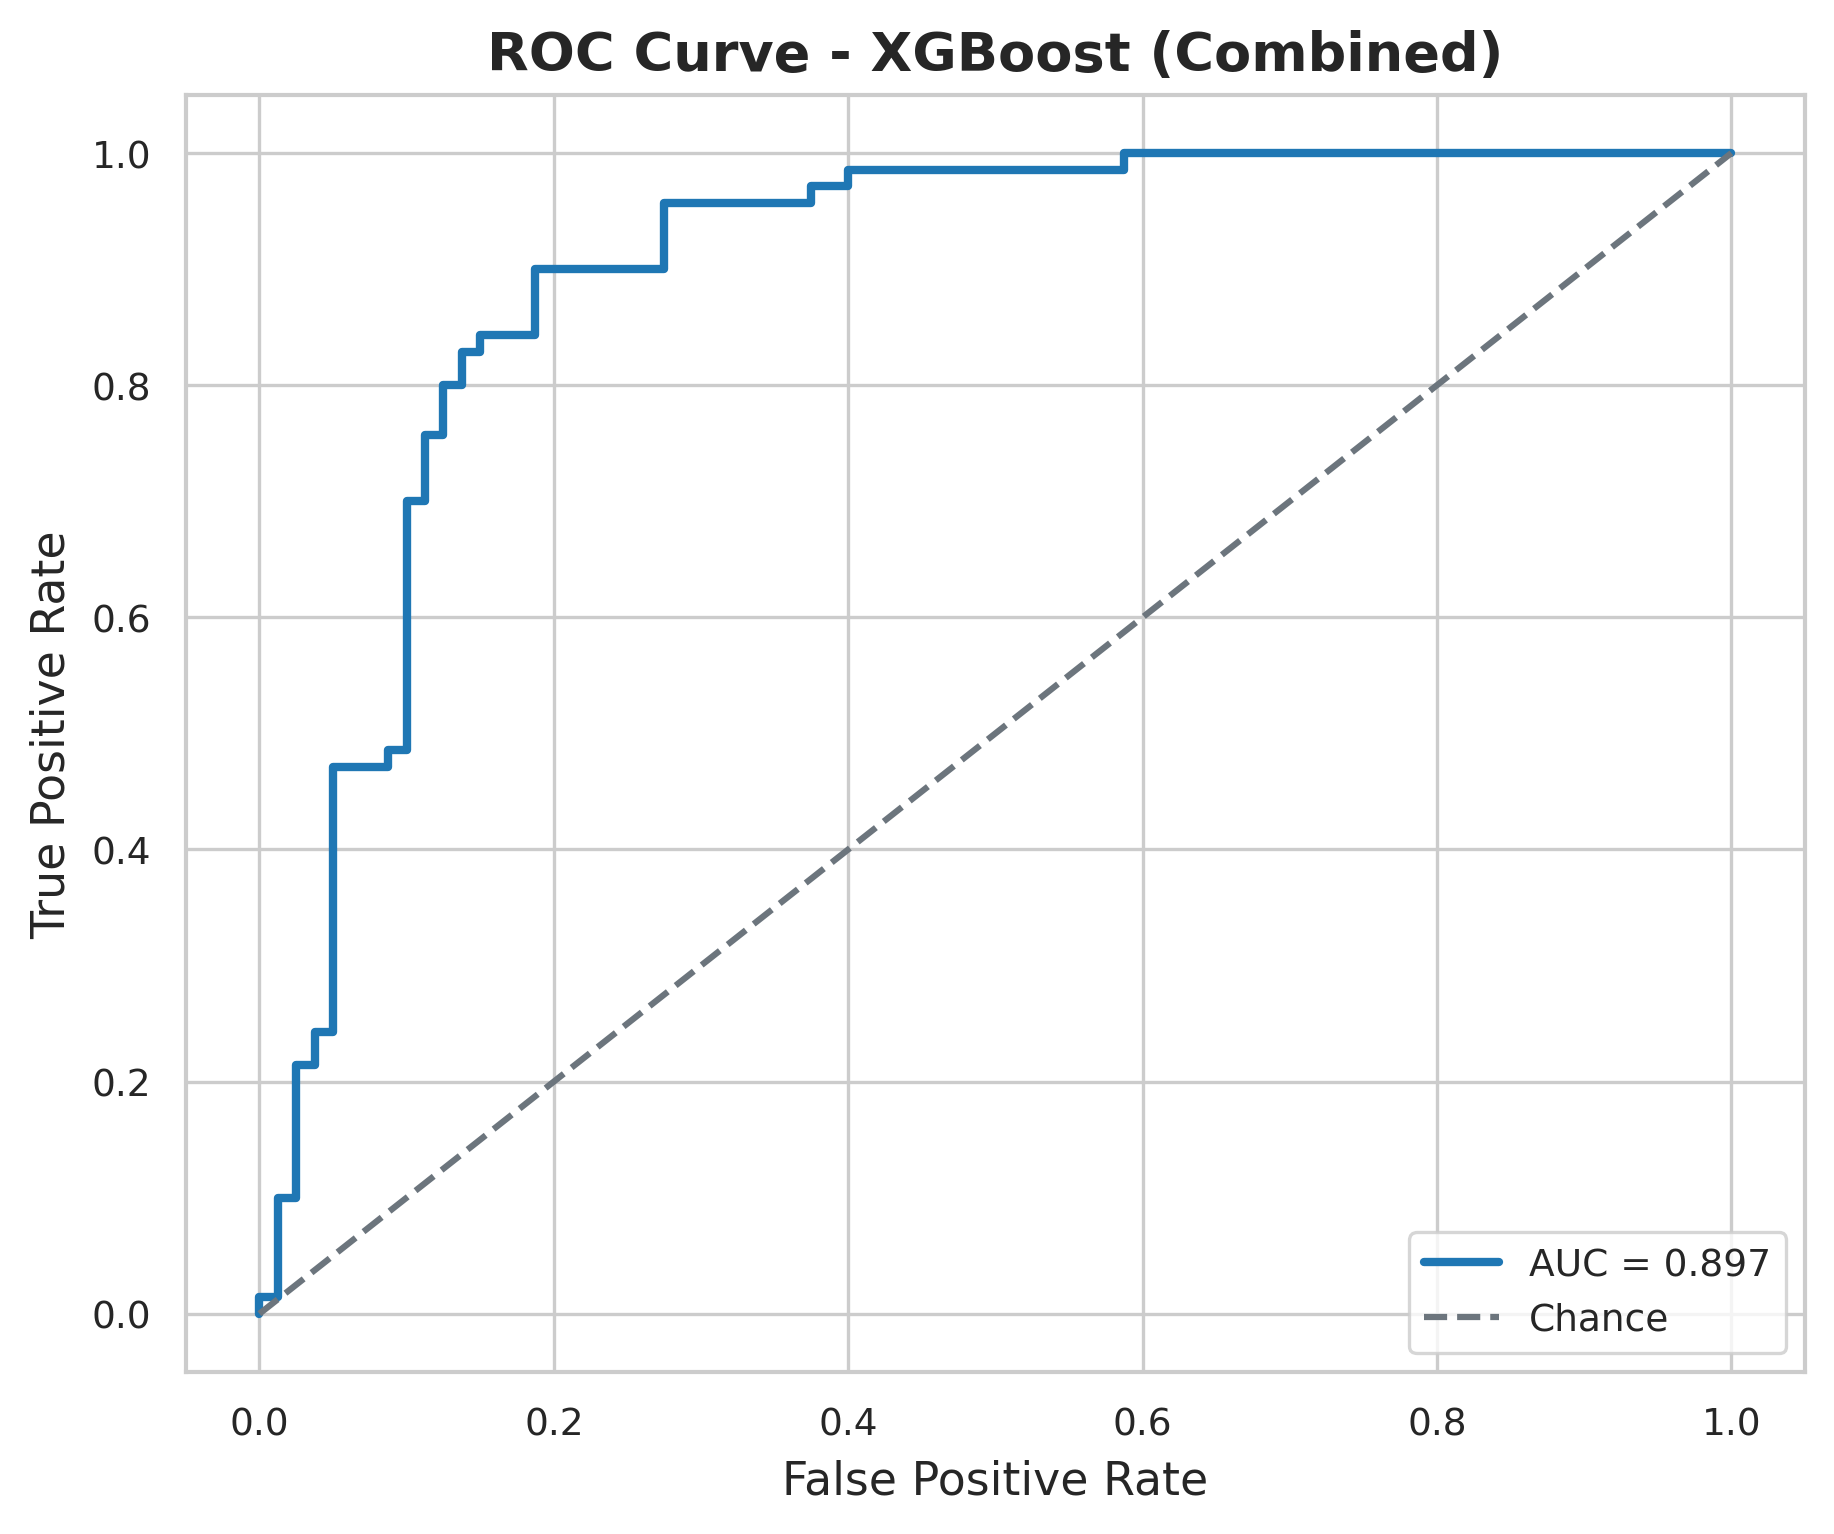 ROC Curve - XGBoost (Combined)
True Positive Rate
1.0
0.8
0.6
0.4
0.2
0.0
0.0 0.2 0.4 0.6 0.8 1.0
False Positive Rate
AUC = 0.897
Chance